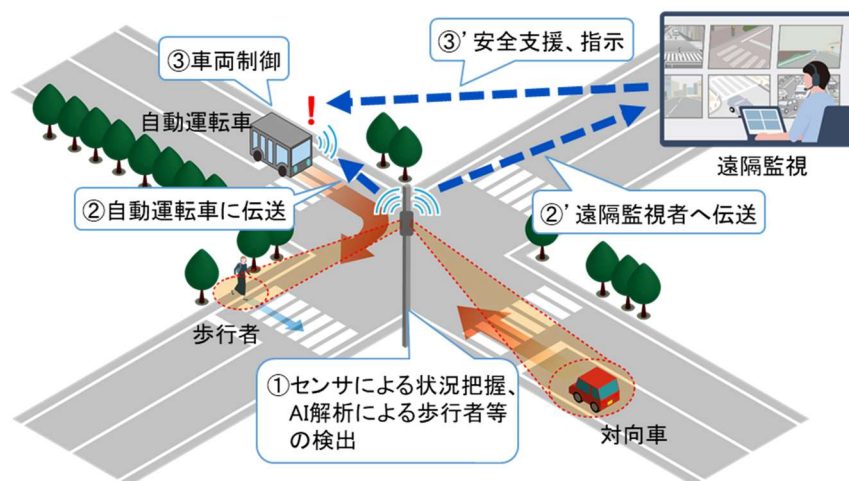 ③車両制御
自動運転車
③’安全支援、指示
遠隔監視
②自動運転車に伝送
②’遠隔監視者へ伝送
歩行者
①センサによる状況把握、
AI解析による歩行者等
の検出
対向車